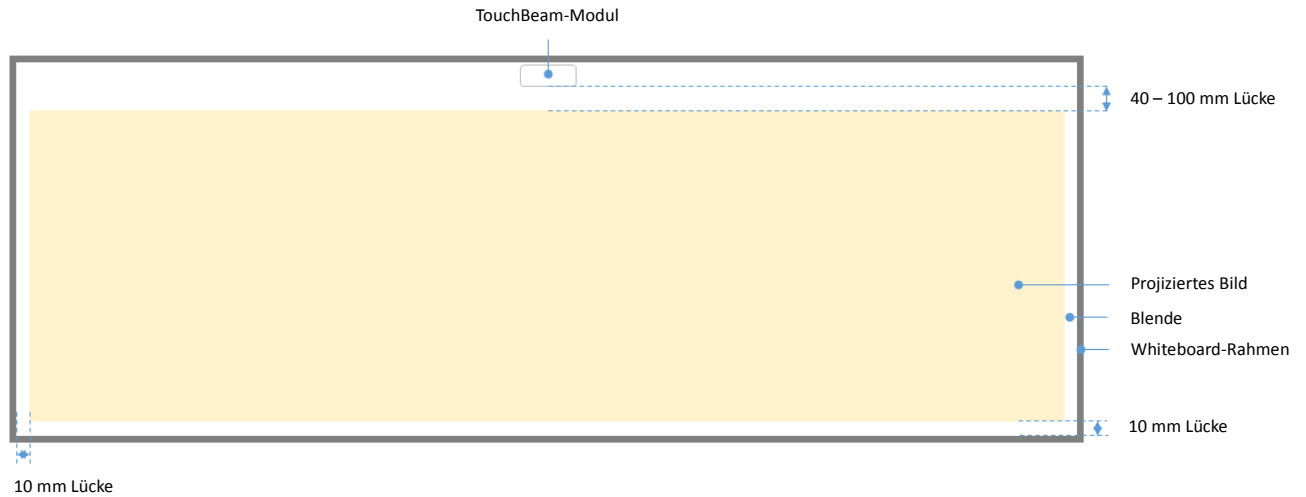 TouchBeam-Modul
40 – 100 mm Lücke
Projiziertes Bild
Blende
Whiteboard-Rahmen
10 mm Lücke
10 mm Lücke